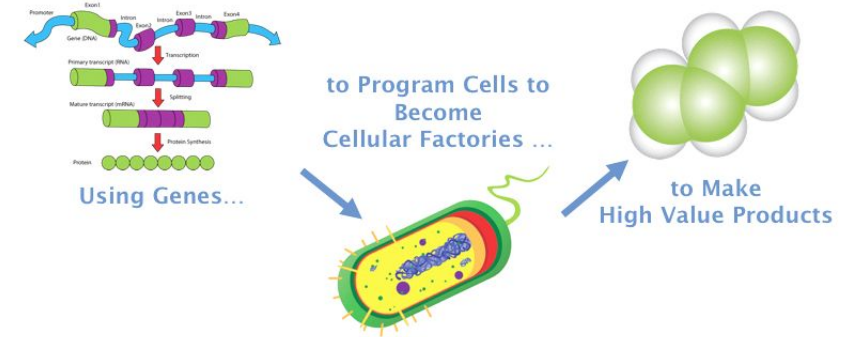 Promoter
Exon1
Intron
Exon2
Intron
Exon3
Intron
Exon4
Gene (DNA)
Transcription
Primary transcript (RNA)
Splitting
Mature transcript (mRNA)
Protein Synthesis
Protein
Using Genes...
to Program Cells to
Become
Cellular Factories ...
to Make
High Value Products